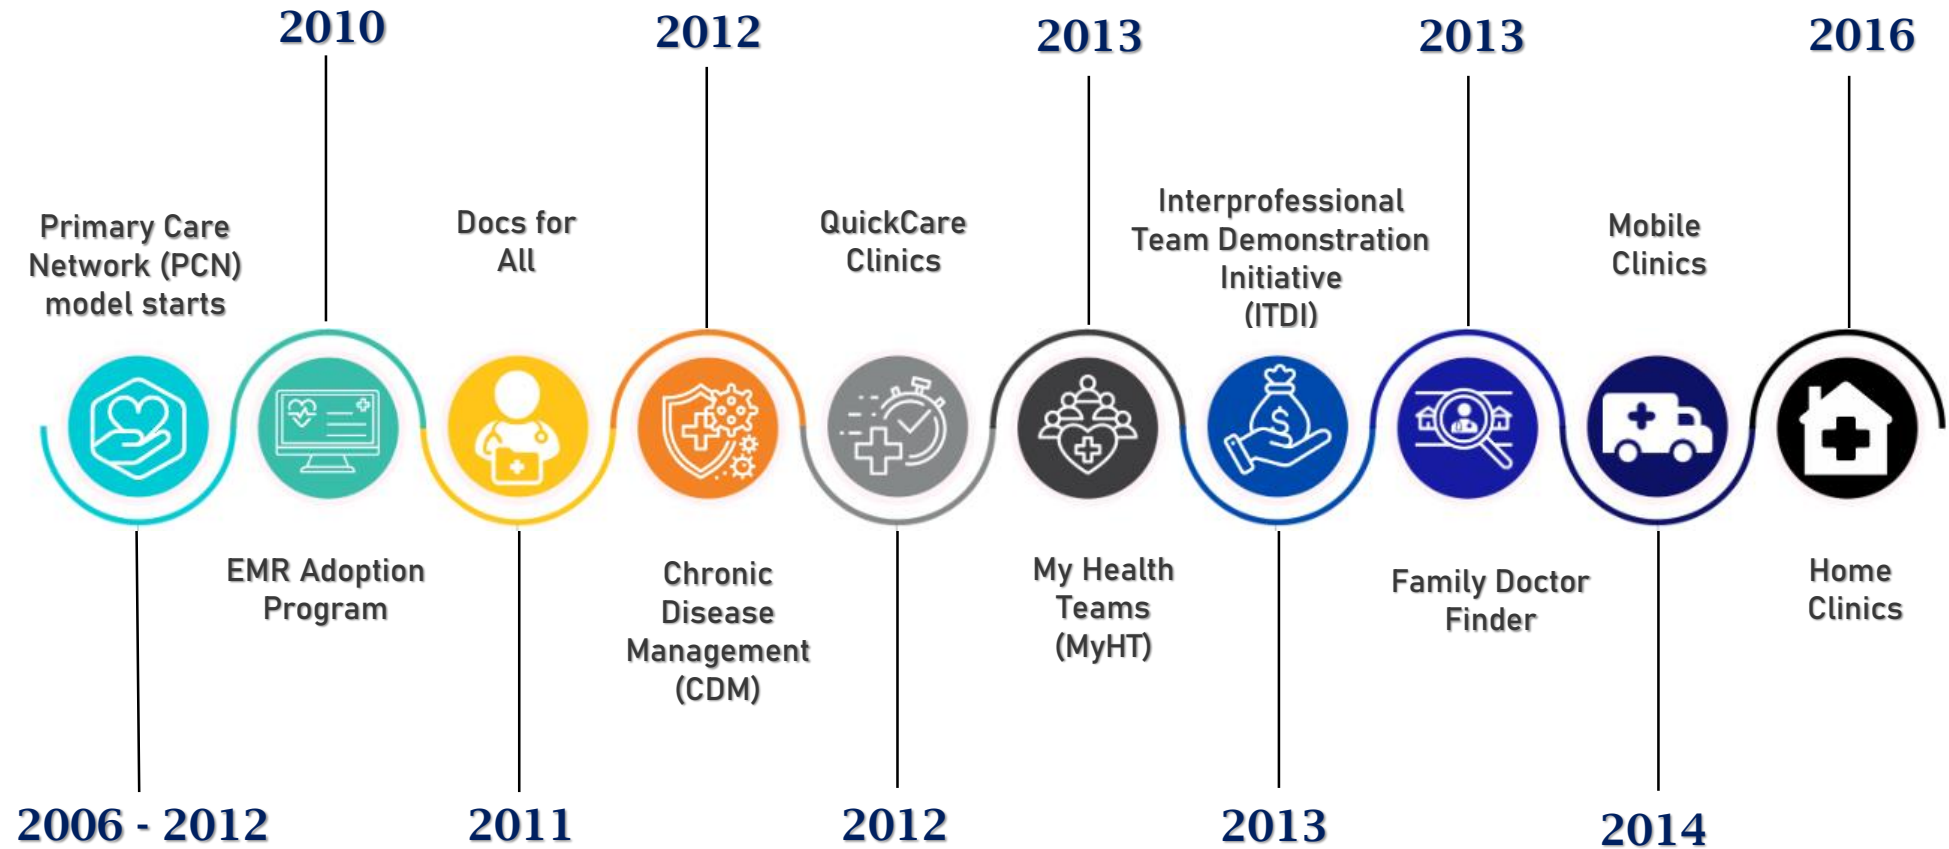 2010
2012
2013
2013
2016
Primary Care
Network (PCN)
model starts
Docs for
All
QuickCare
Clinics
Interprofessional
Team Demonstration
Initiative
(ITDI)
Mobile
Clinics
$
EMR Adoption
Program
Chronic
Disease
Management
(CDM)
My Health
Teams
(MyHT)
Family Doctor
Finder
Home
Clinics
2006 - 2012
2011
2012
2013
2014